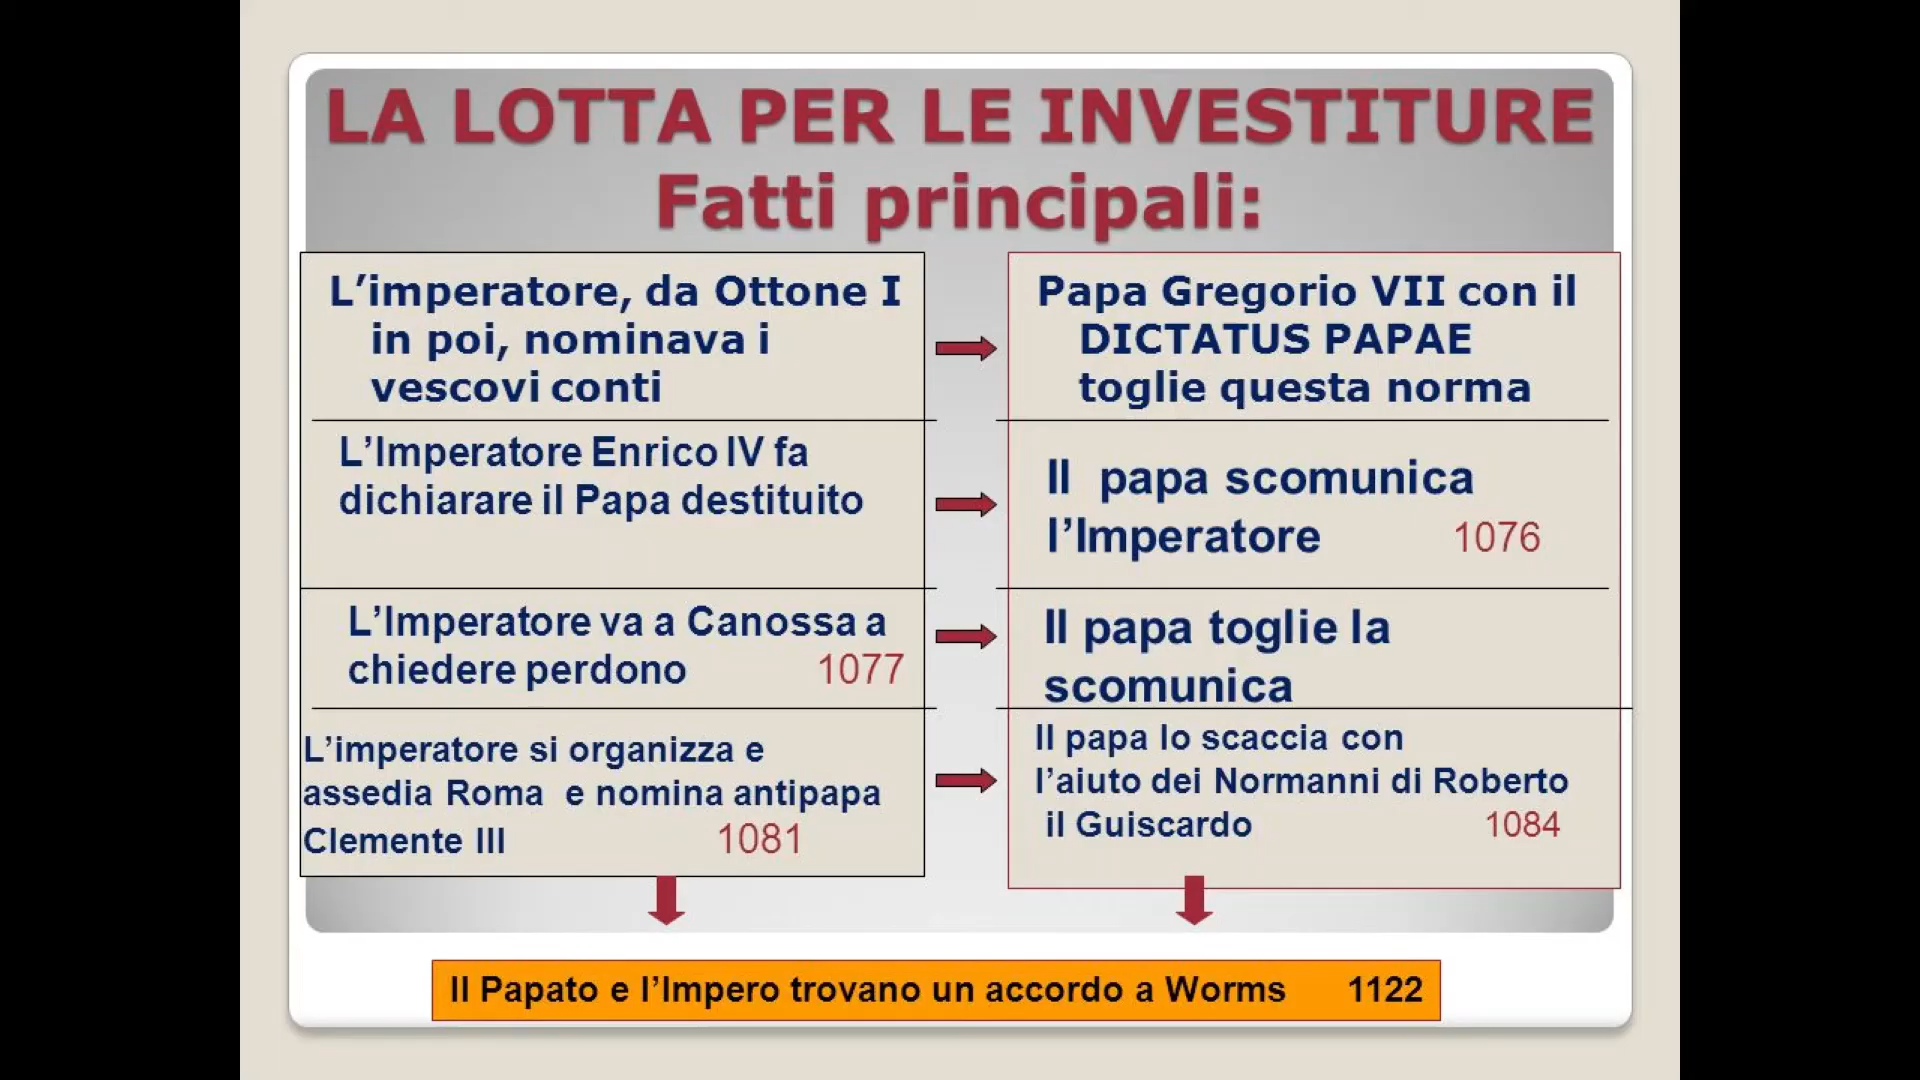 LA LOTTA PER LE INVESTITURE
Fatti principali:
L’imperatore, da Ottone I
in poi, nominava i
vescovi conti
Papa Gregorio VII con il
DICTATUS PAPAE
toglie questa norma
L’Imperatore Enrico IV fa
dichiarare il Papa destituito
Il papa scomunica
l’Imperatore 1076
L’Imperatore va a Canossa a
chiedere perdono 1077
Il papa toglie la
scomunica
L’imperatore si organizza e
assedia Roma e nomina antipapa
Clemente III 1081
Il papa lo scaccia con
l’aiuto dei Normanni di Roberto
il Guiscardo 1084
Il Papato e l’Impero trovano un accordo a Worms 1122